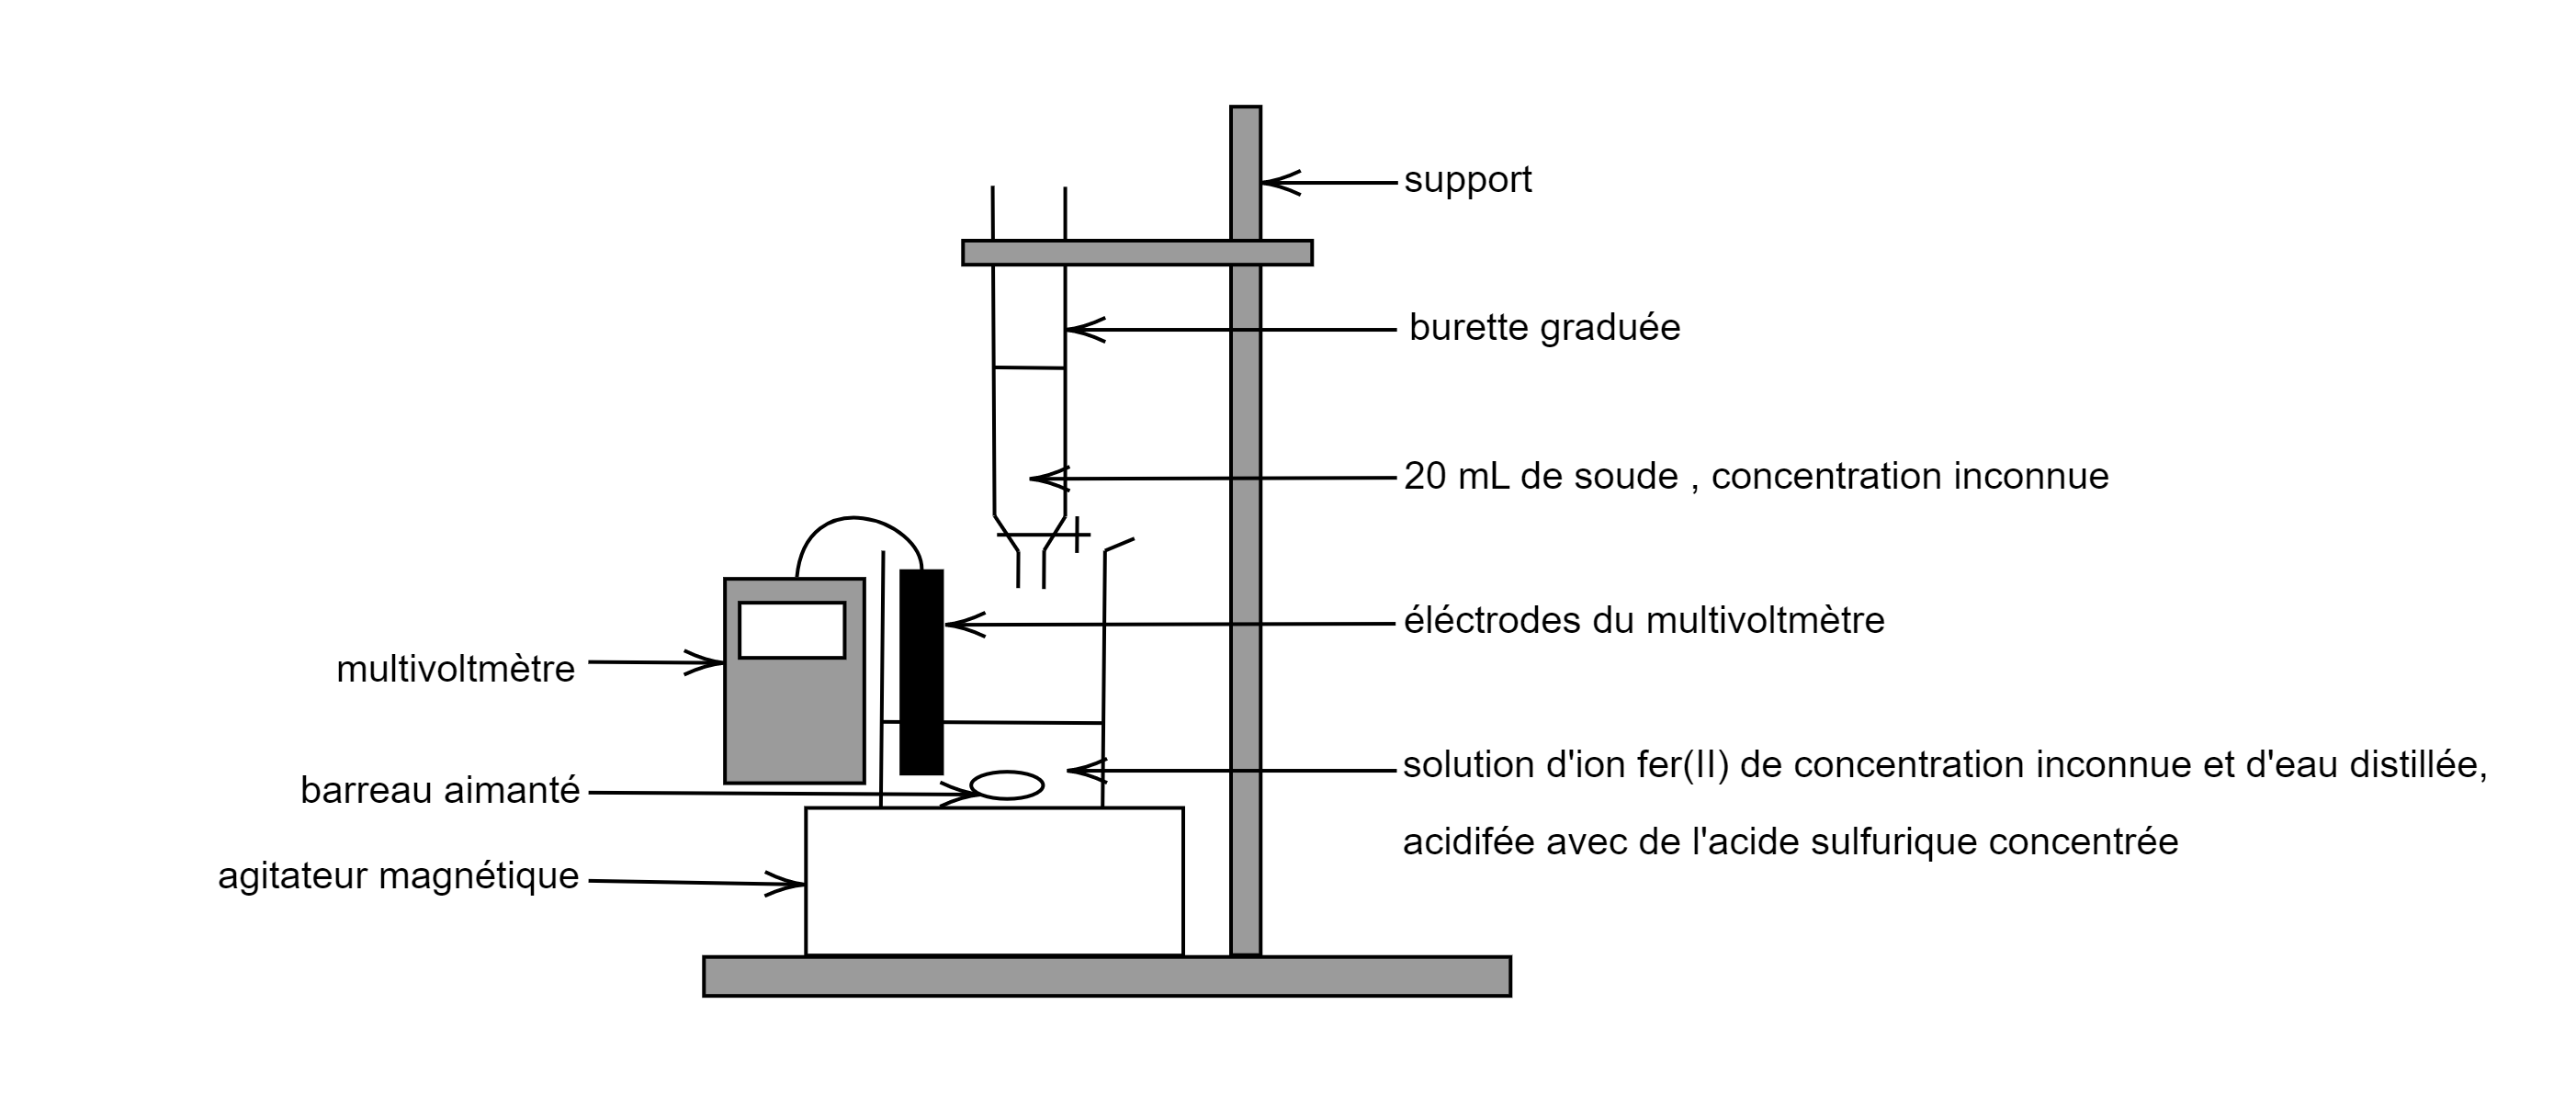 support
burette graduée
20 mL de soude , concentration inconnue
éléctrodes du multivoltmètre
multivoltmètre
solution d'ion fer(II) de concentration inconnue et d'eau distillée,
barreau aimanté
acidifée avec de l'acide sulfurique concentrée
agitateur magnétique